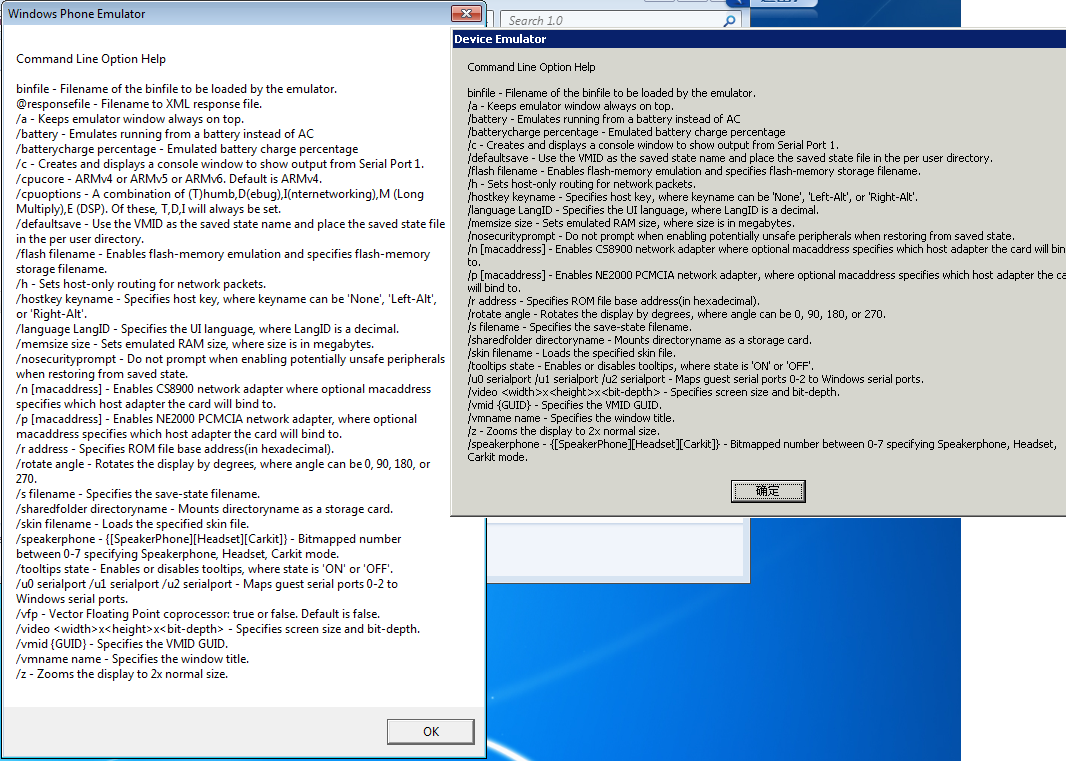 Windows Phone Emulator
Command Line Option Help
binfile - Filename of the binfile to be loaded by the emulator.
@responsefile - Filename to XML response file.
/a - Keeps emulator window always on top.
/battery - Emulates running from a battery instead of AC
/batterycharge percentage - Emulated battery charge percentage
/c - Creates and displays a console window to show output from Serial Port 1.
/cpucore - ARMv4 or ARMv5 or ARMv6. Default is ARMv4.
/cpuoptions - A combination of (T)humb,D(ebug),I(nternetworking),M (Long
Multiply),E (DSP). Of these, T,D,I will always be set.
/defaultsave - Use the VMID as the saved state name and place the saved state file
in the per user directory.
/flash filename - Enables flash-memory emulation and specifies flash-memory
storage filename.
/h - Sets host-only routing for network packets.
/hostkey keyname - Specifies host key, where keyname can be 'None', 'Left-Alt',
or 'Right-Alt'.
/language LangID - Specifies the UI language, where LangID is a decimal.
/memsize size - Sets emulated RAM size, where size is in megabytes.
/nosecurityprompt - Do not prompt when enabling potentially unsafe peripherals
when restoring from saved state.
/n [macaddress] - Enables CS8900 network adapter where optional macaddress
specifies which host adapter the card will bind to.
/p [macaddress] - Enables NE2000 PCMCIA network adapter, where optional
macaddress specifies which host adapter the card will bind to.
/r address - Specifies ROM file base address(in hexadecimal).
/rotate angle - Rotates the display by degrees, where angle can be 0, 90, 180, or
270.
/s filename - Specifies the save-state filename.
/sharedfolder directoryname - Mounts directoryname as a storage card.
/skin filename - Loads the specified skin file.
/speakerphone - {[SpeakerPhone][Headset][Carkit]} - Bitmapped number
between 0-7 specifying Speakerphone, Headset, Carkit mode.
/tooltips state - Enables or disables tooltips, where state is 'ON' or 'OFF'.
/u0 serialport /u1 serialport /u2 serialport - Maps guest serial ports 0-2 to
Windows serial ports.
/vfp - Vector Floating Point coprocessor: true or false. Default is false.
/video <width>x<height>x<bit-depth> - Specifies screen size and bit-depth.
/vmid {GUID} - Specifies the VMID GUID.
/vmname name - Specifies the window title.
/z - Zooms the display to 2x normal size.
OK
Search 1.0
Device Emulator
Command Line Option Help
binfile - Filename of the binfile to be loaded by the emulator.
/a - Keeps emulator window always on top.
/battery - Emulates running from a battery instead of AC
/batterycharge percentage - Emulated battery charge percentage
/c - Creates and displays a console window to show output from Serial Port 1.
/defaultsave - Use the VMID as the saved state name and place the saved state file in the per user directory.
/flash filename - Enables flash-memory emulation and specifies flash-memory storage filename.
/h - Sets host-only routing for network packets.
/hostkey keyname - Specifies host key, where keyname can be 'None', 'Left-Alt', or 'Right-Alt'.
/language LangID - Specifies the UI language, where LangID is a decimal.
/memsize size - Sets emulated RAM size, where size is in megabytes.
/nosecurityprompt - Do not prompt when enabling potentially unsafe peripherals when restoring from saved state.
/n [macaddress] - Enables CS8900 network adapter where optional macaddress specifies which host adapter the card will bin
to.
/p [macaddress] - Enables NE2000 PCMCIA network adapter, where optional macaddress specifies which host adapter the ca
will bind to.
/r address - Specifies ROM file base address(in hexadecimal).
/rotate angle - Rotates the display by degrees, where angle can be 0, 90, 180, or 270.
/s filename - Specifies the save-state filename.
/sharedfolder directoryname - Mounts directoryname as a storage card.
/skin filename - Loads the specified skin file.
/tooltips state - Enables or disables tooltips, where state is 'ON' or 'OFF'.
/u0 serialport /u1 serialport /u2 serialport - Maps guest serial ports 0-2 to Windows serial ports.
/video <width>x<height>x<bit-depth> - Specifies screen size and bit-depth.
/vmid {GUID} - Specifies the VMID GUID.
/vmname name - Specifies the window title.
/z - Zooms the display to 2x normal size.
/speakerphone - {[SpeakerPhone][Headset][Carkit]} - Bitmapped number between 0-7 specifying Speakerphone, Headset,
Carkit mode.
确定